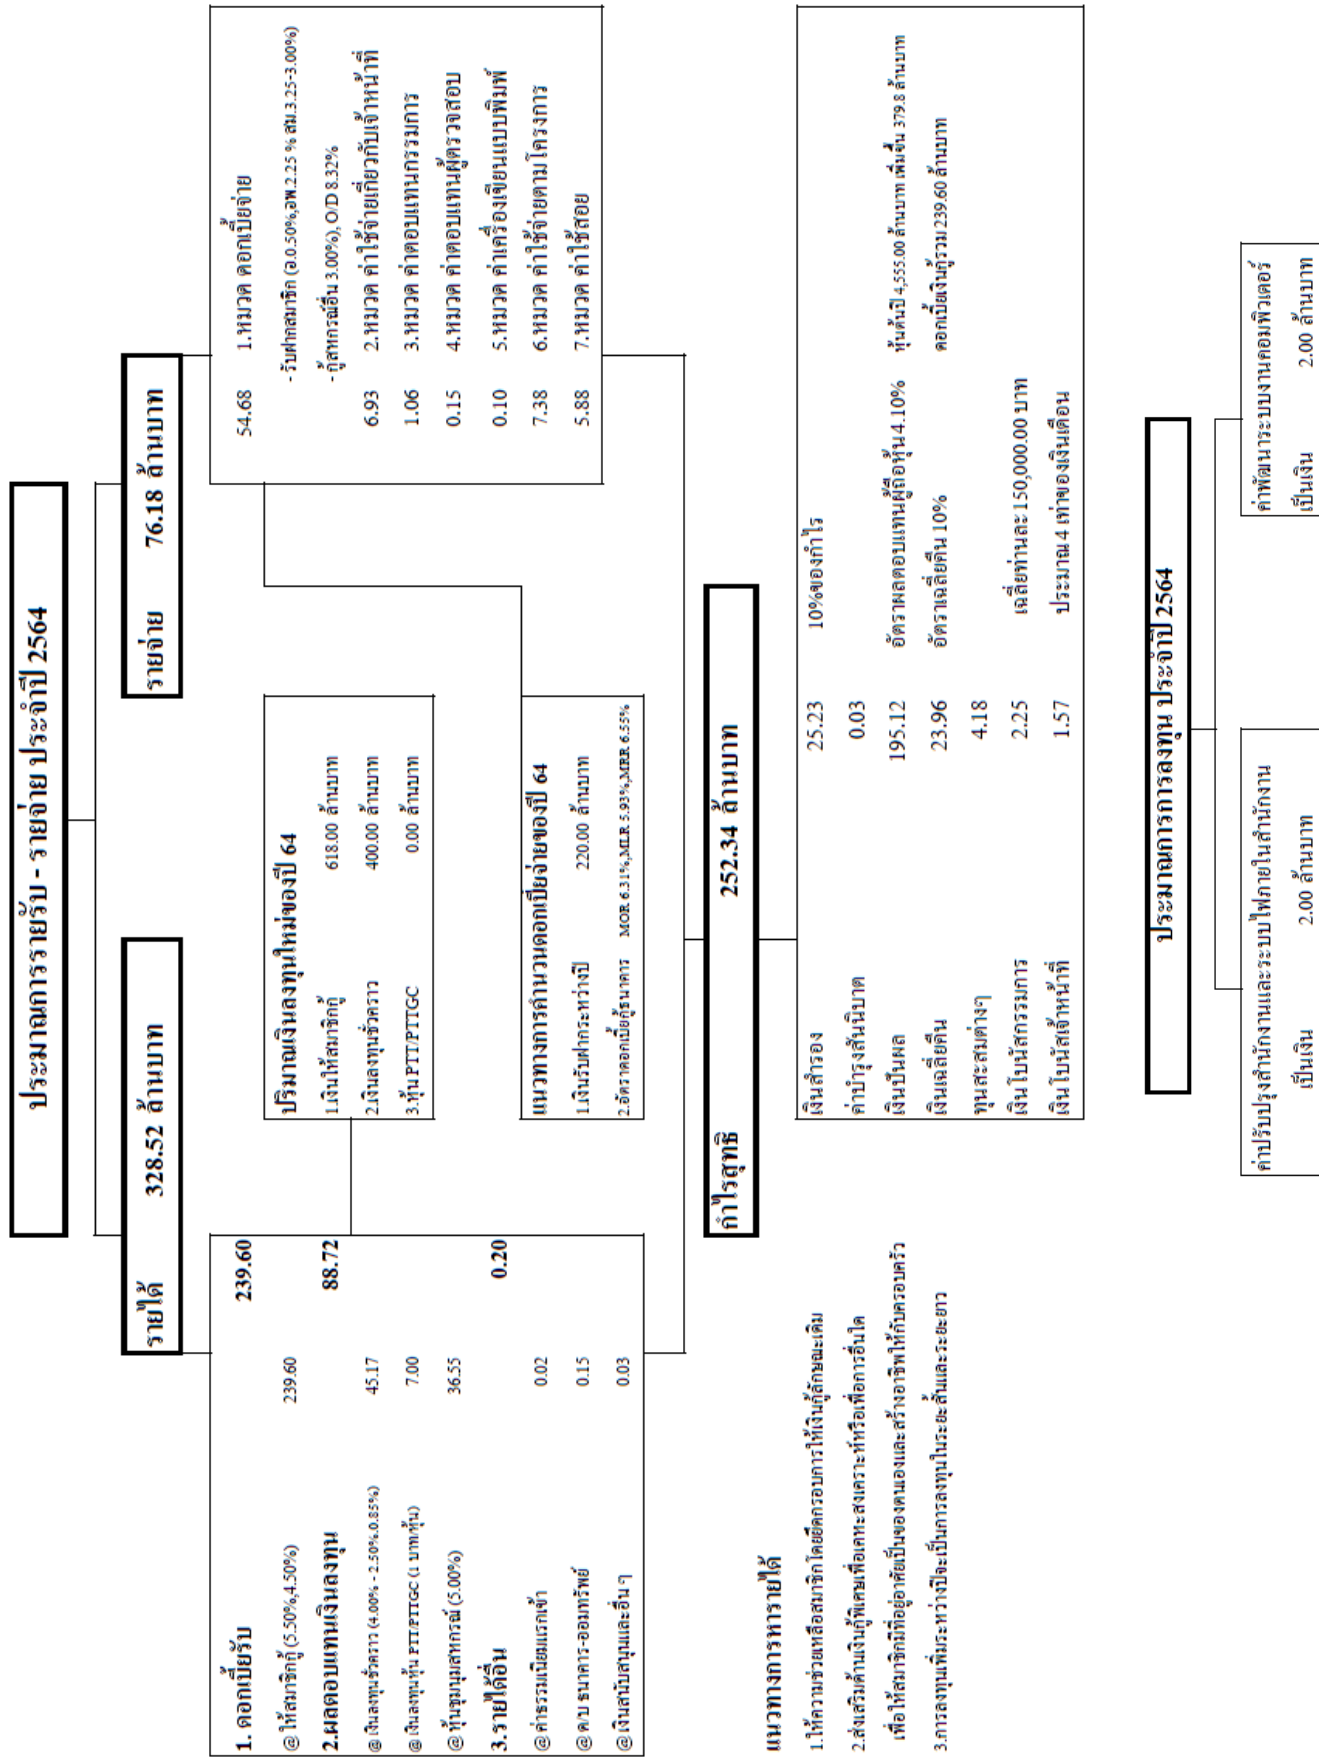 ประมาณการรายรับ - รายจ่าย ประจำปี 2564
รายได้ 328.52 ล้านบาท
รายจ่าย 76.18 ล้านบาท
1. ดอกเบี้ยรับ 239.60
@ ให้สมาชิกกู้ (5.50%,4.50%) 239.60
2.ผลตอบแทนเงินลงทุน 88.72
@ เงินลงทุนชั่วคราว (4.00% - 2.50%.0.85%) 45.17
@ เงินลงทุนหุ้น PTT/PTTGC (1 บาท/หุ้น) 7.00
@ หุ้นชุมนุมสหกรณ์ (5.00%) 36.55
3.รายได้อื่น 0.20
@ ค่าธรรมเนียมแรกเข้า 0.02
@ ด/บ ธนาคาร-ออมทรัพย์ 0.15
@ เงินสนับสนุนและอื่น ๆ 0.03
ปริมาณเงินลงทุนใหม่ของปี 64
1.เงินให้สมาชิกกู้ 618.00 ล้านบาท
2.เงินลงทุนชั่วคราว 400.00 ล้านบาท
3.หุ้น PTT/PTTGC 0.00 ล้านบาท
แนวทางการคำนวนดอกเบี้ยจ่ายของปี 64
1.เงินรับฝากระหว่างปี 220.00 ล้านบาท
2.อัตราดอกเบี้ยกู้ธนาคาร MOR 6.31%,MLR 5.93%,MRR 6.55%
54.68 1.หมวด ดอกเบี้ยจ่าย
- รับฝากสมาชิก (อ.0.50%,อพ.2.25 % สม.3.25-3.00%)
- กู้สหกรณ์อื่น 3.00%), O/D 8.32%
6.93 2.หมวด ค่าใช้จ่ายเกี่ยวกับเจ้าหน้าที่
1.06 3.หมวด ค่าตอบแทนกรรมการ
0.15 4.หมวด ค่าตอบแทนผู้ตรวจสอบ
0.10 5.หมวด ค่าเครื่องเขียนแบบพิมพ์
7.38 6.หมวด ค่าใช้จ่ายตามโครงการ
5.88 7.หมวด ค่าใช้สอย
กำไรสุทธิ 252.34 ล้านบาท
เงินสำรอง 25.23 10%ของกำไร
ค่าบำรุงสันนิบาต 0.03
เงินปันผล 195.12 อัตราผลตอบแทนผู้ถือหุ้น 4.10% หุ้นต้นปี 4,555.00 ล้านบาท เพิ่มขึ้น 379.8 ล้านบาท
เงินเฉลี่ยคืน 23.96 อัตราเฉลี่ยคืน 10% ดอกเบี้ยเงินกู้รวม 239.60 ล้านบาท
ทุนสะสมต่างๆ 4.18
เงินโบนัสกรรมการ 2.25 เฉลี่ยท่านละ 150,000.00 บาท
เงินโบนัสเจ้าหน้าที่ 1.57 ประมาณ 4 เท่าของเงินเดือน
แนวทางการหารายได้
1.ให้ความช่วยเหลือสมาชิกโดยยึดกรอบการให้เงินกู้ลักษณะเดิม
2.ส่งเสริมด้านเงินกู้พิเศษเพื่อเคหะสงเคราะห์หรือเพื่อการอื่นใด
เพื่อให้สมาชิกมีที่อยู่อาศัยเป็นของตนเองและสร้างอาชีพให้กับครอบครัว
3.การลงทุนเพิ่มระหว่างปีจะเป็นการลงทุนในระยะสั้นและระยะยาว
ประมาณการการลงทุน ประจำปี 2564
ค่าปรับปรุงสำนักงานและระบบไฟภายในสำนักงาน
เป็นเงิน 2.00 ล้านบาท
ค่าพัฒนาระบบงานคอมพิวเตอร์
เป็นเงิน 2.00 ล้านบาท